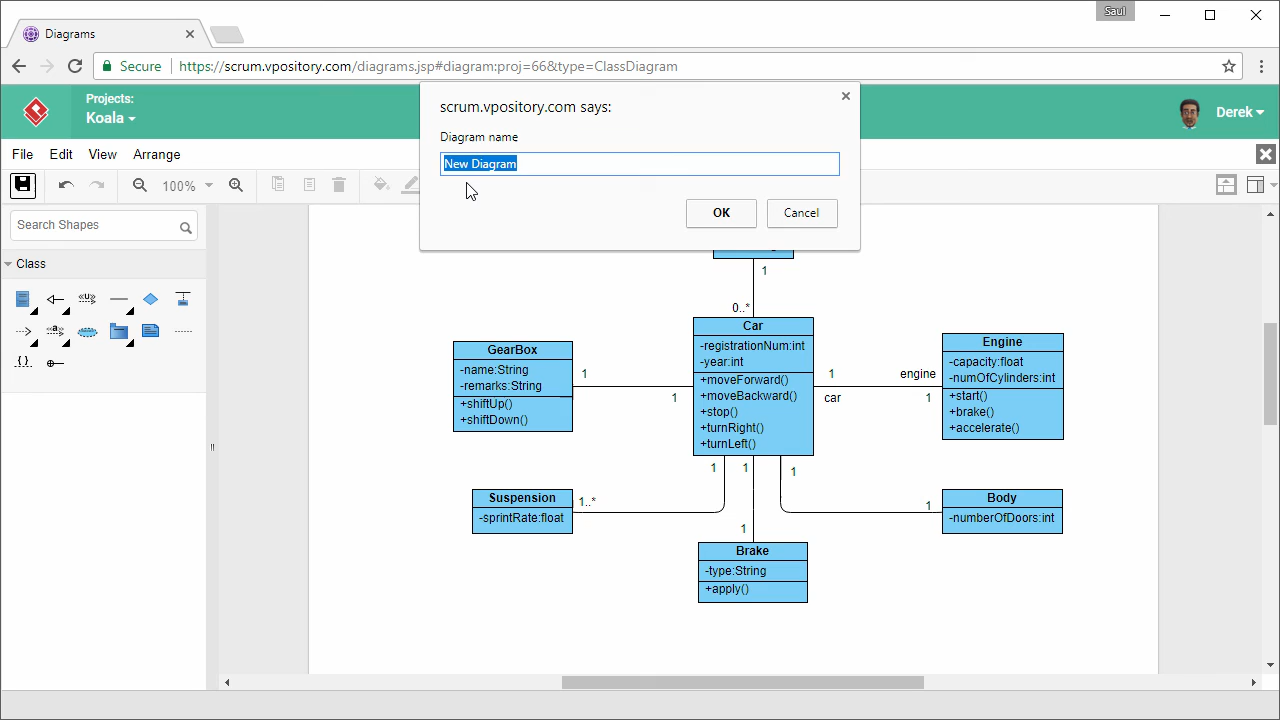 Saul
Diagrams
Secure
https://scrum.vpository.com/diagrams.jsp#diagram:proj=66&type=ClassDiagram
Projects:
Koala
Derek
scrum.vpository.com says:
Diagram name
New Diagram
OK
Cancel
File Edit View Arrange
100%
Search Shapes
Class
1
0..*
Car
-registrationNum:int
-year:int
+moveForward()
+moveBackward()
+stop()
+turnRight()
+turnLeft()
GearBox
-name:String
-remarks:String
+shiftUp()
+shiftDown()
1
1
1
engine
car
1
Engine
-capacity:float
-numOfCylinders:int
+start()
+brake()
+accelerate()
1
1
1
Suspension
-sprintRate:float
1..*
1
1
Body
-numberOfDoors:int
Brake
-type:String
+apply()